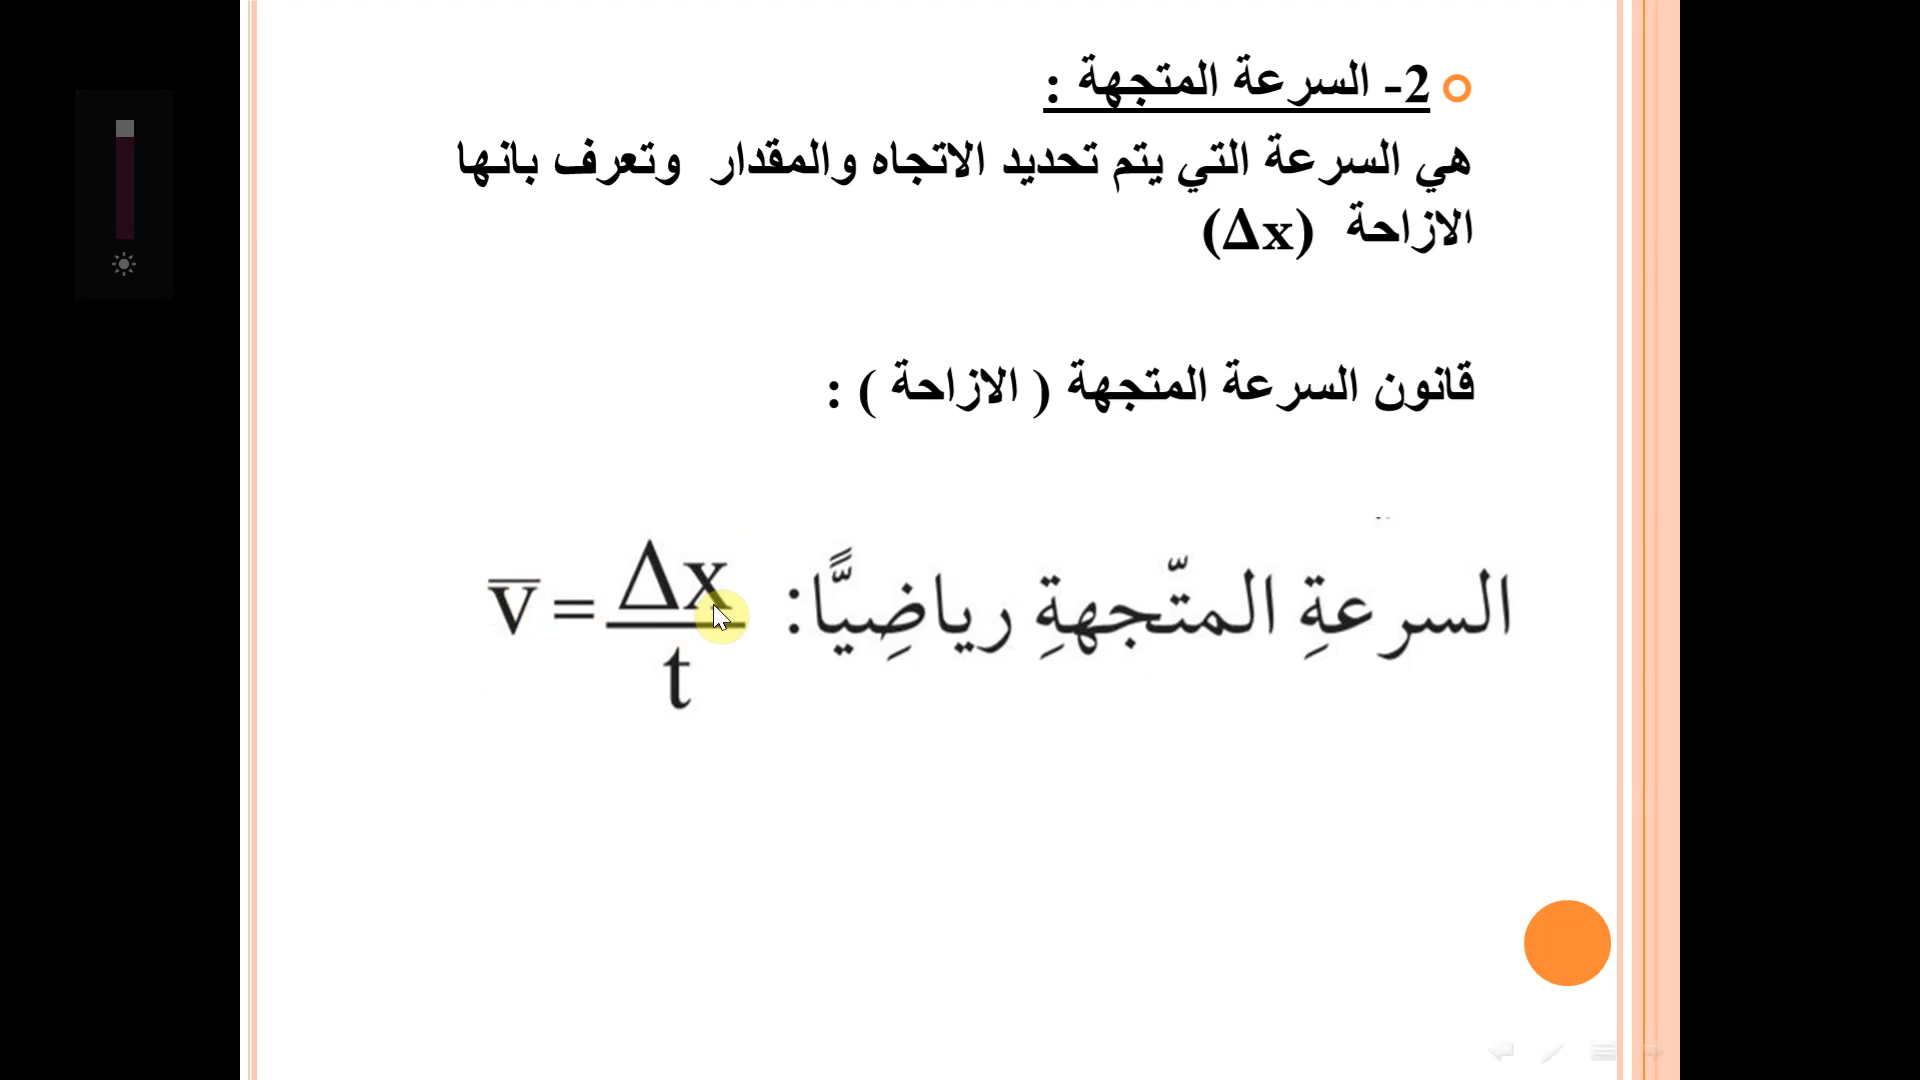 2- السرعة المتجهة :
هي السرعة التي يتم تحديد الاتجاه والمقدار وتعرف بانها
الازاحة (Δx)
قانون السرعة المتجهة ( الازاحة ) :
السرعةِ المتّجهةِ رياضِيًّا: v̅ = Δx / t